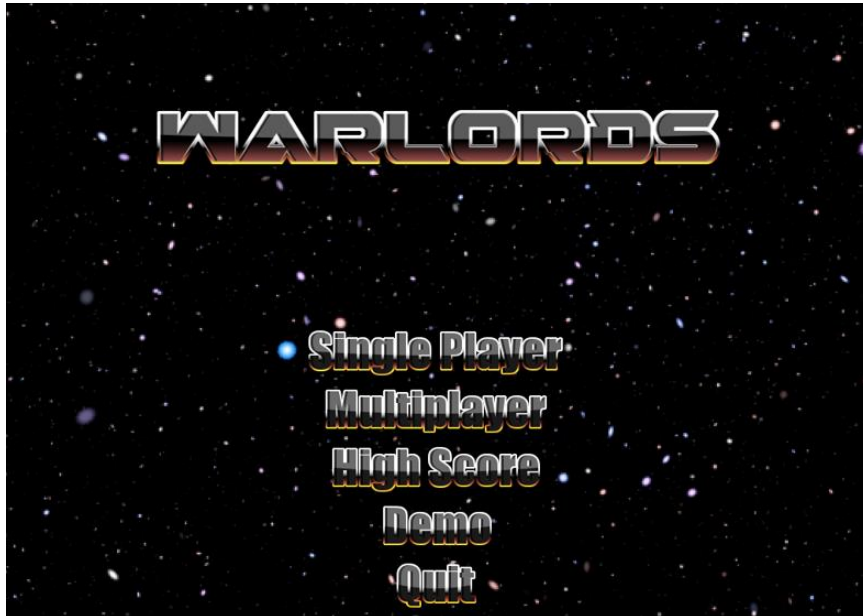 WARLORDS
Single Player
Multiplayer
High Score
Demo
Quit